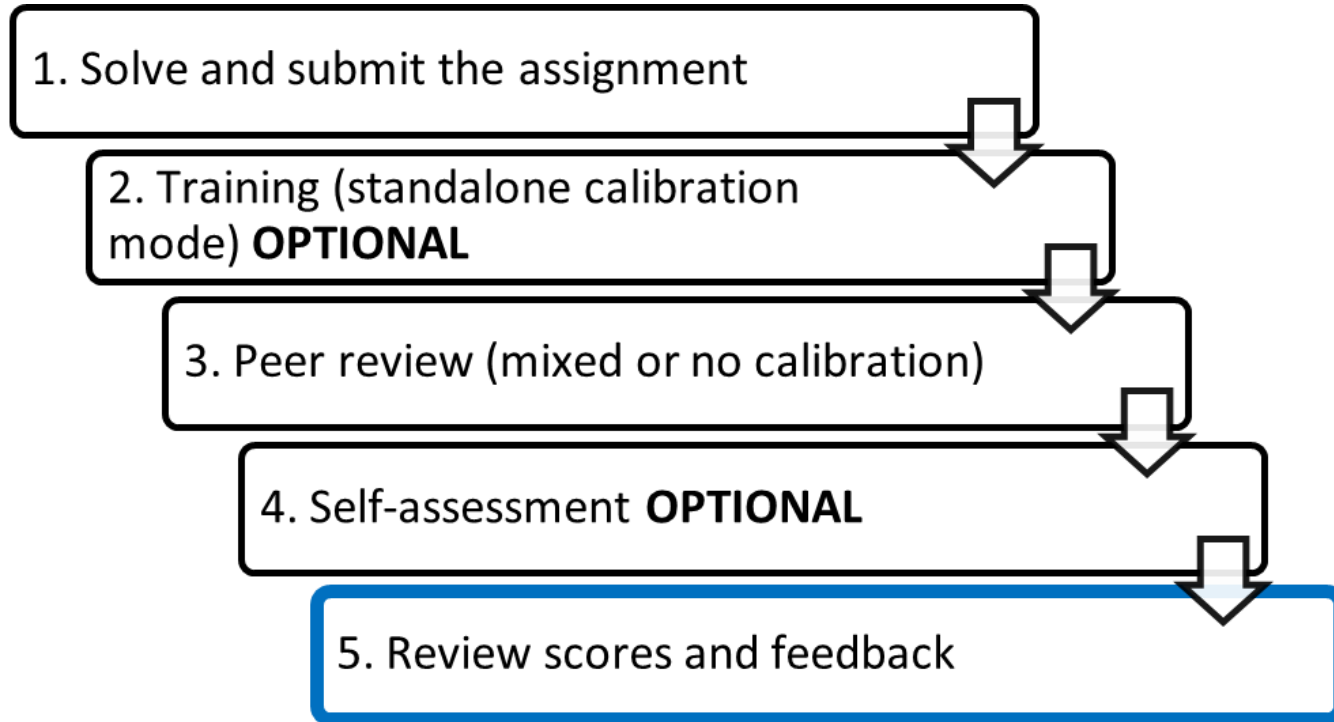 1. Solve and submit the assignment
2. Training (standalone calibration
mode) OPTIONAL
3. Peer review (mixed or no calibration)
4. Self-assessment OPTIONAL
5. Review scores and feedback